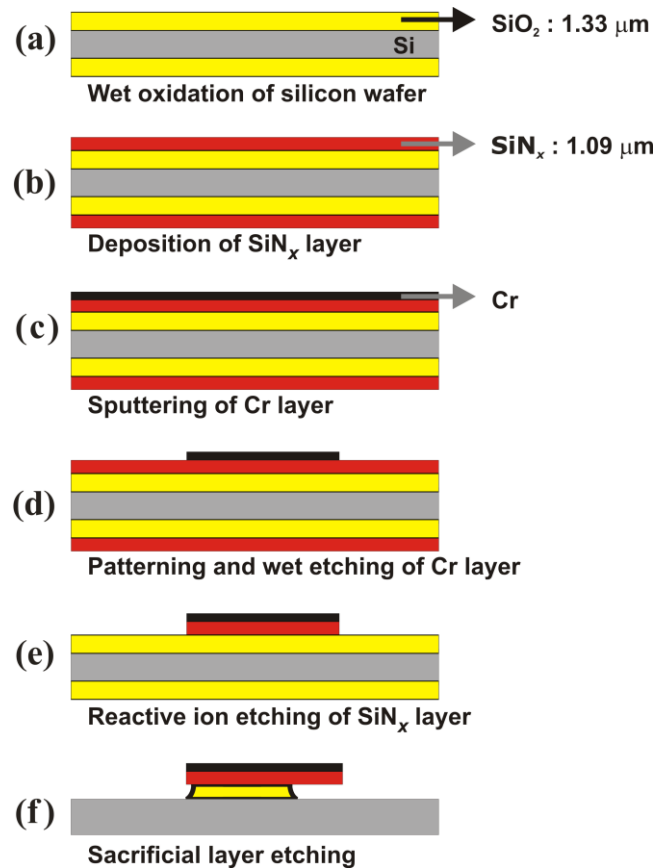 (a)
SiO₂ : 1.33 μm
Si
Wet oxidation of silicon wafer
(b)
SiNₓ : 1.09 μm
Deposition of SiNₓ layer
(c)
Cr
Sputtering of Cr layer
(d)
Patterning and wet etching of Cr layer
(e)
Reactive ion etching of SiNₓ layer
(f)
Sacrificial layer etching